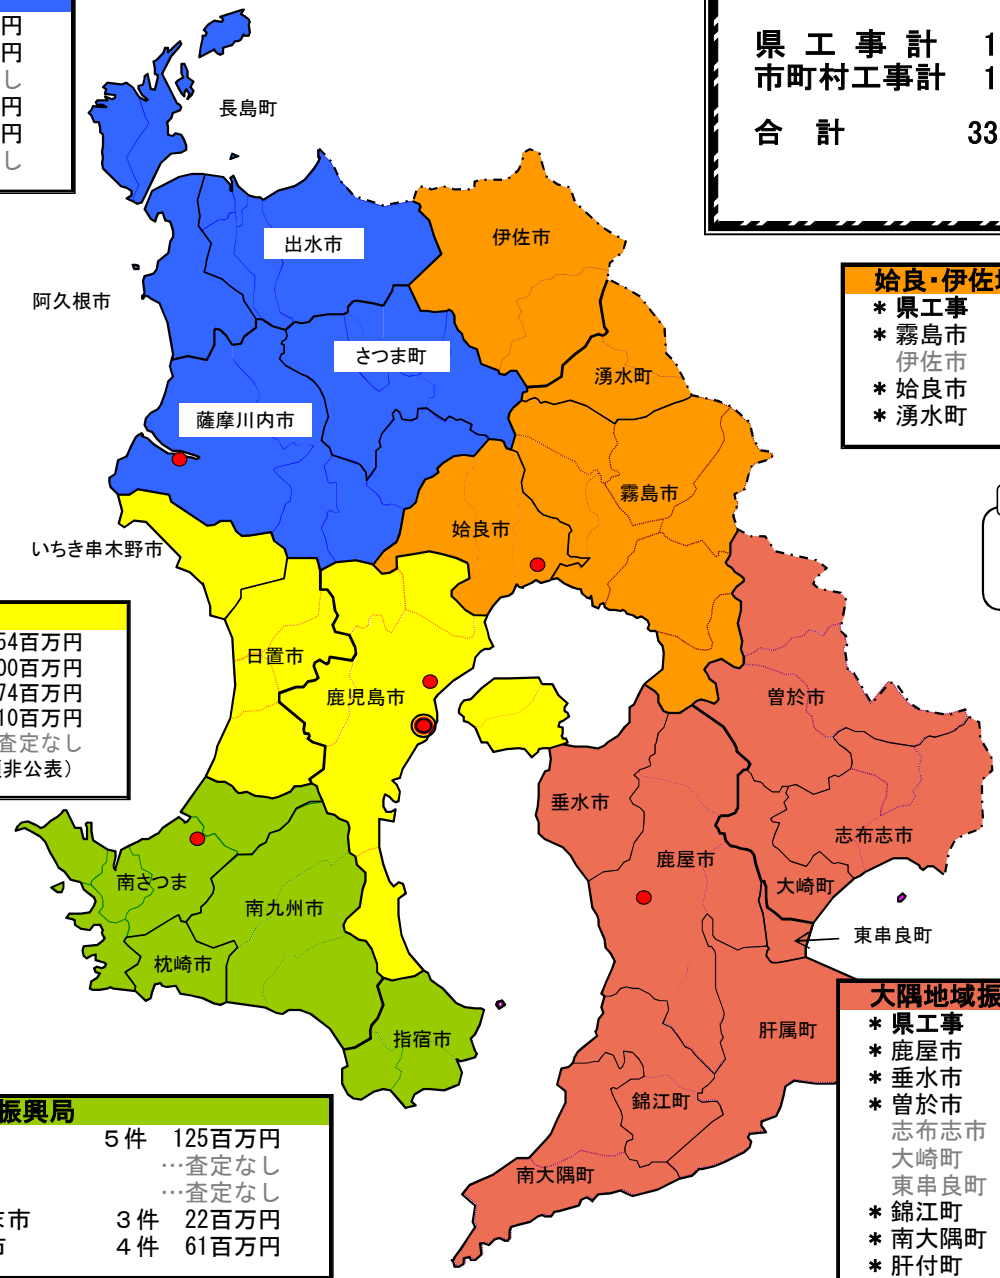 円
円
し
円
円
し
県工事計 1
市町村工事計 1
合計 33
長島町
出水市
阿久根市
さつま町
薩摩川内市
伊佐市
湧水町
霧島市
姶良市
いちき串木野市
日置市
鹿児島市
姶良・伊佐
* 県工事
* 霧島市
伊佐市
* 姶良市
* 湧水町
54百万円
00百万円
74百万円
10百万円
査定なし
非公表）
曽於市
垂水市
鹿屋市
志布志市
大崎町
東串良町
南さつま
南九州市
枕崎市
指宿市
肝属町
錦江町
南大隅町
振興局
5件 125百万円
…査定なし
…査定なし
市 3件 22百万円
市 4件 61百万円
大隅地域振
* 県工事
* 鹿屋市
* 垂水市
* 曽於市
志布志市
大崎町
東串良町
* 錦江町
* 南大隅町
* 肝付町